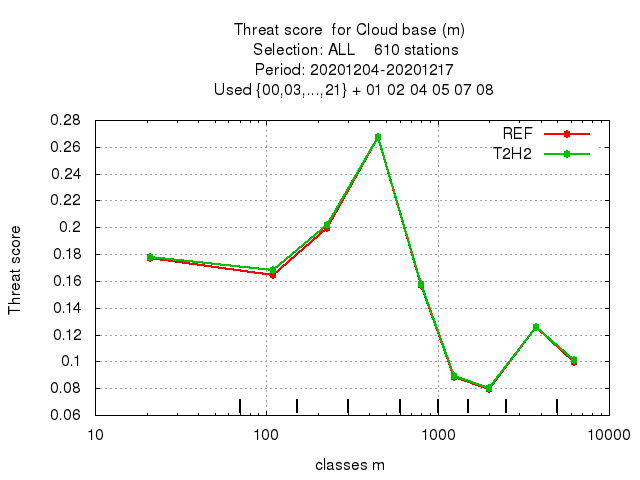 Threat score  for Cloud base (m)
Selection: ALL    610 stations
Period: 20201204-20201217
Used {00,03,...,21} + 01 02 04 05 07 08
REF
T2H2
Threat score
0.28
0.26
0.24
0.22
0.2
0.18
0.16
0.14
0.12
0.1
0.08
0.06
10
100
1000
10000
classes m